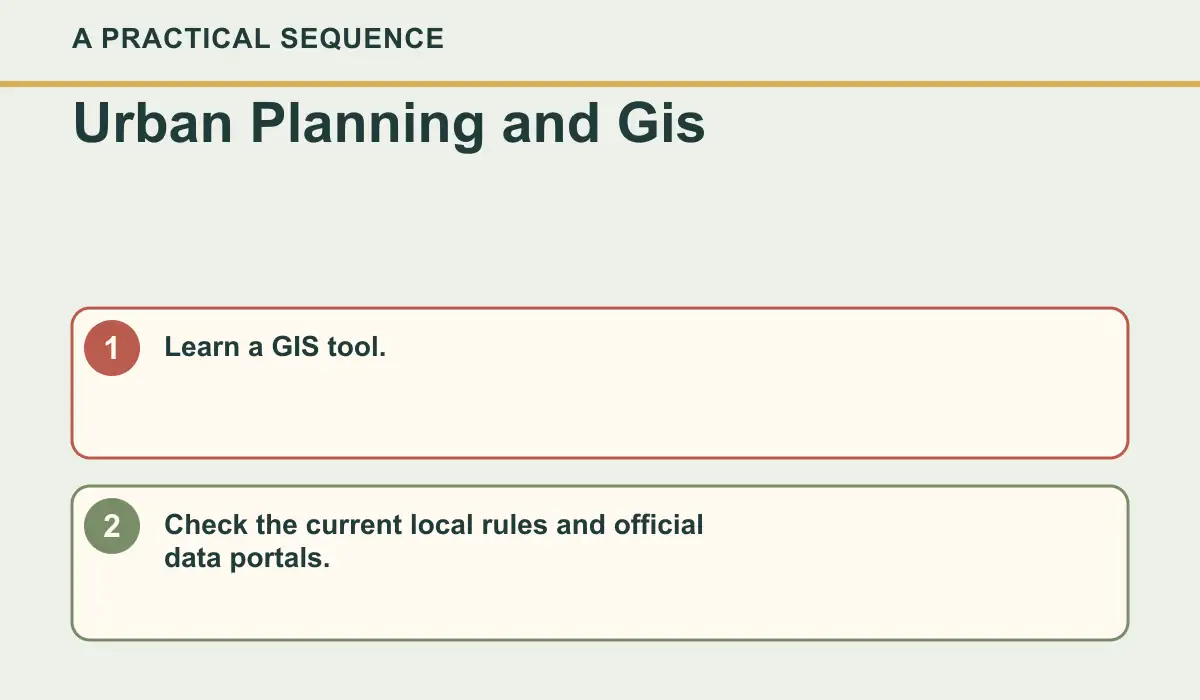 A PRACTICAL SEQUENCE
Urban Planning and Gis
1
Learn a GIS tool.
2
Check the current local rules and official
data portals.